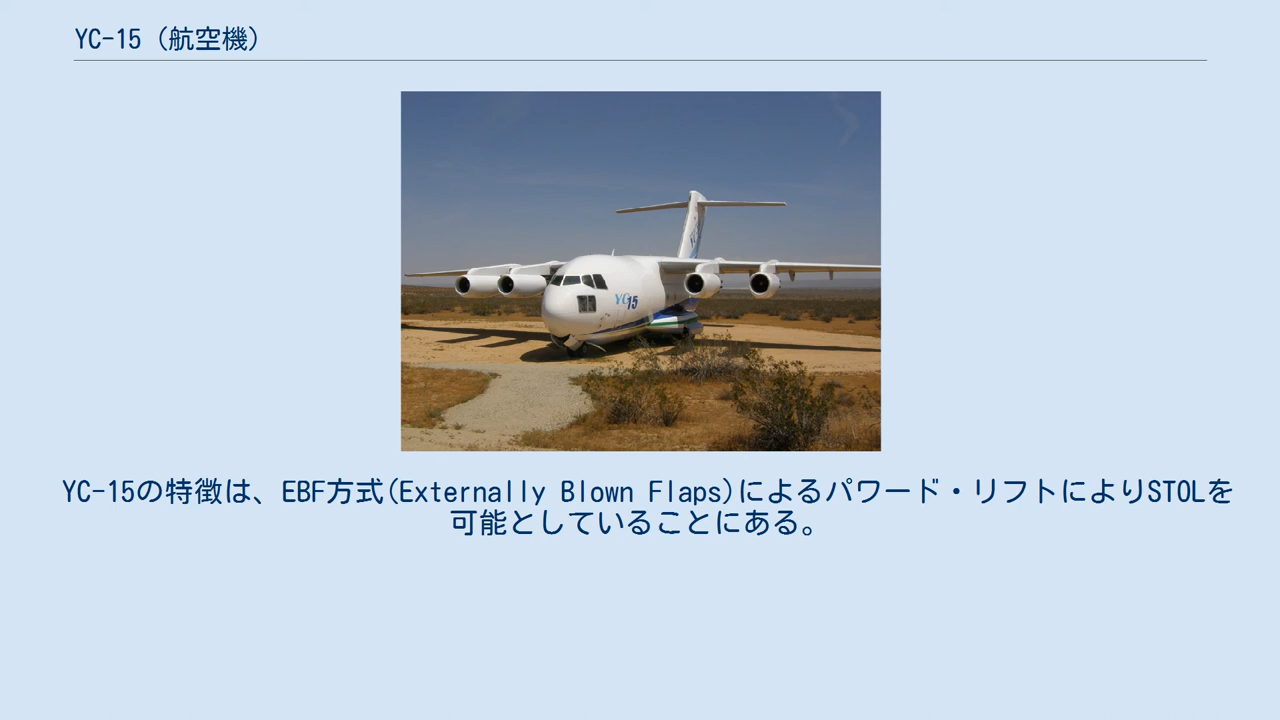 YC-15（航空機）
YC15
YC-15の特徴は、EBF方式(Externally Blown Flaps)によるパワード・リフトによりSTOLを
可能としていることにある。